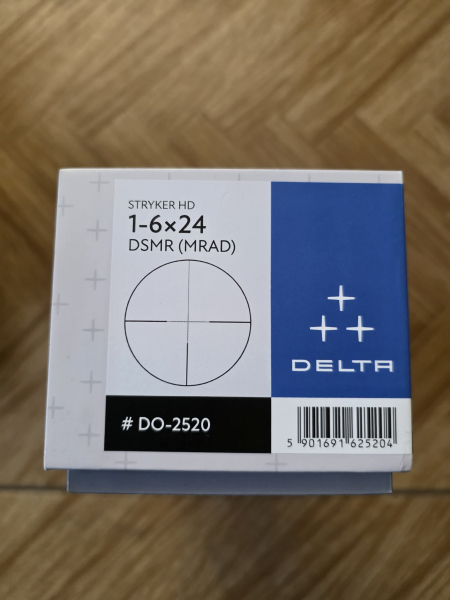 STRYKER HD
1-6×24
DSMR (MRAD)
DELTA
# DO-2520
5 901691 625204